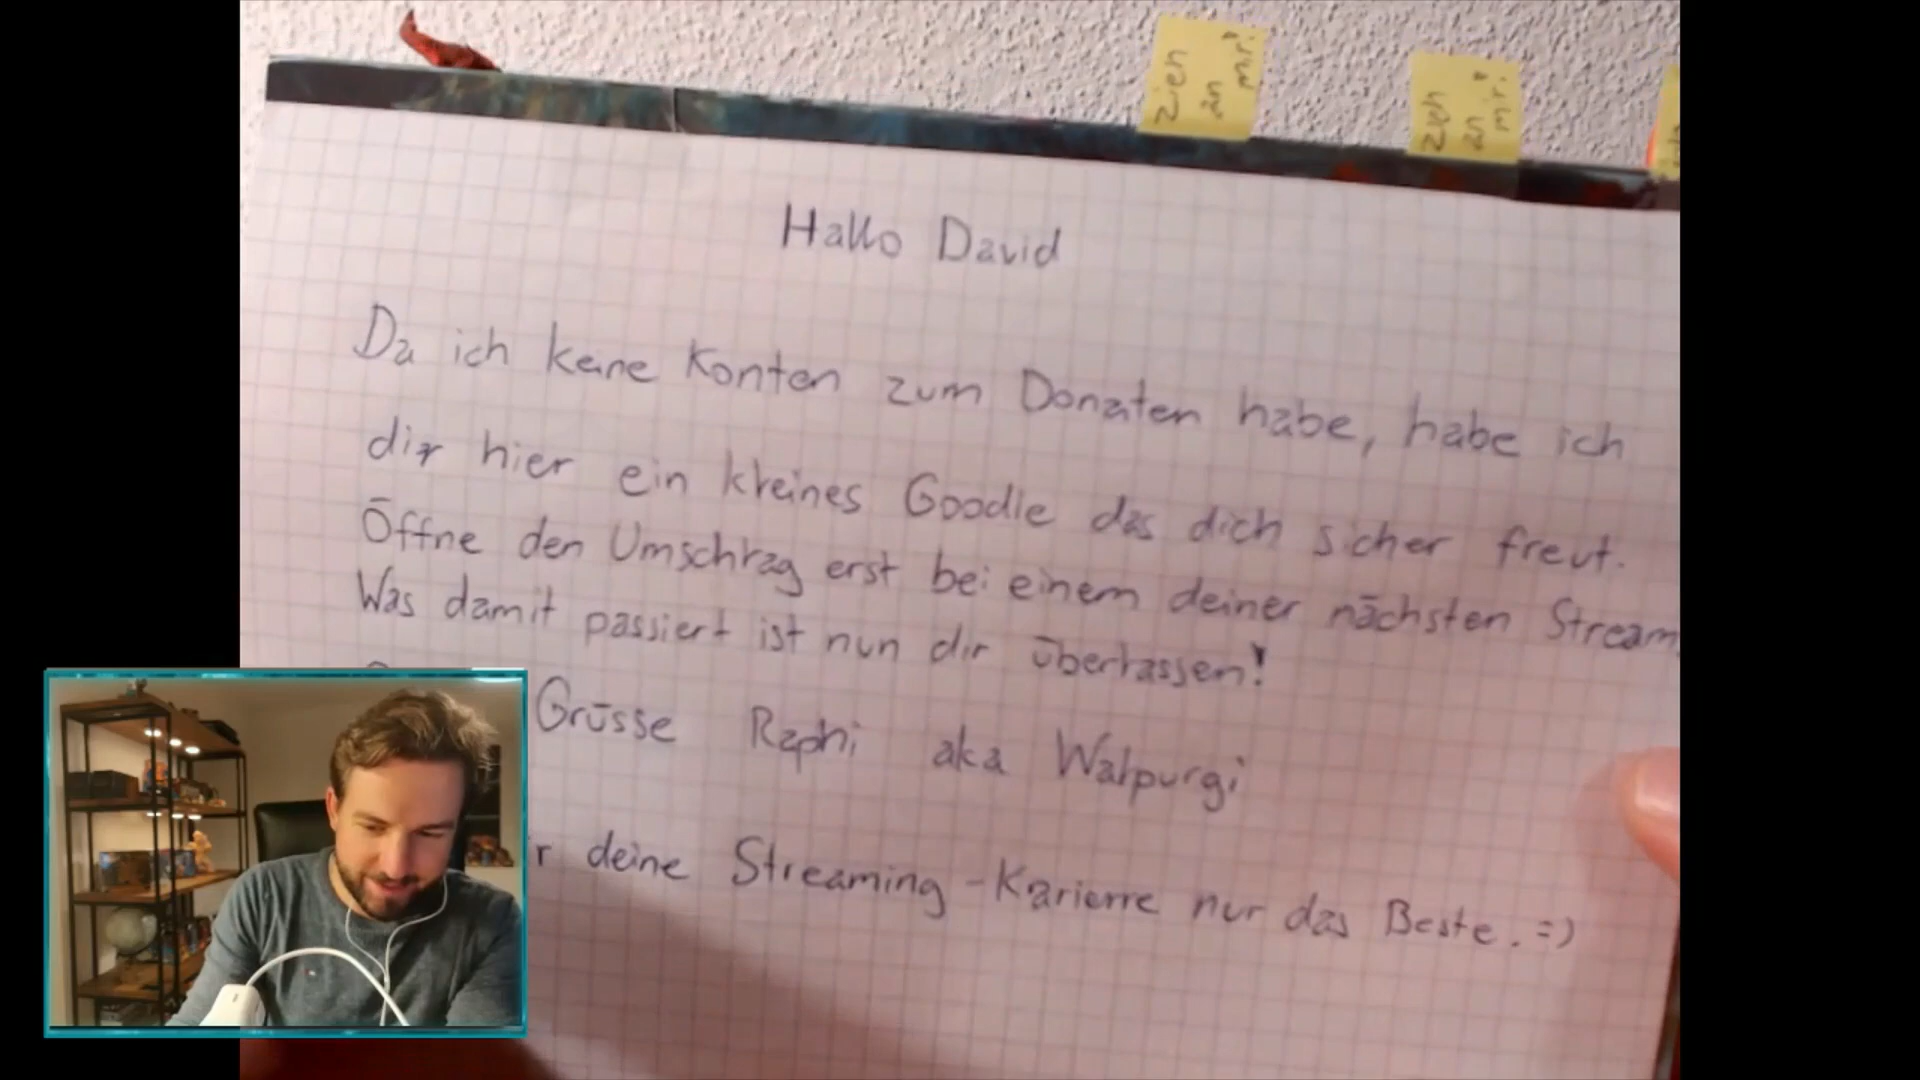 Zieh
an
mir!
Zieh
an
mir!
Hallo David
Da ich keine Konten zum Donaten habe, habe ich
dir hier ein kleines Goodie das dich sicher freut.
Öffne den Umschlag erst bei einem deiner nächsten Stream
Was damit passiert ist nun dir überlassen!
Grüsse Raphi aka Walpurgi
deine Streaming-Karierre nur das Beste. =)